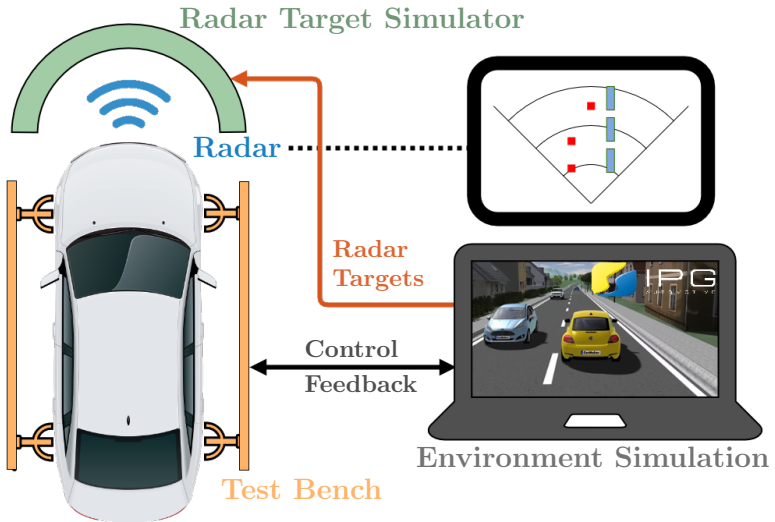 Radar Target Simulator
Radar
Radar
Targets
IPG
Control
Feedback
Environment Simulation
Test Bench